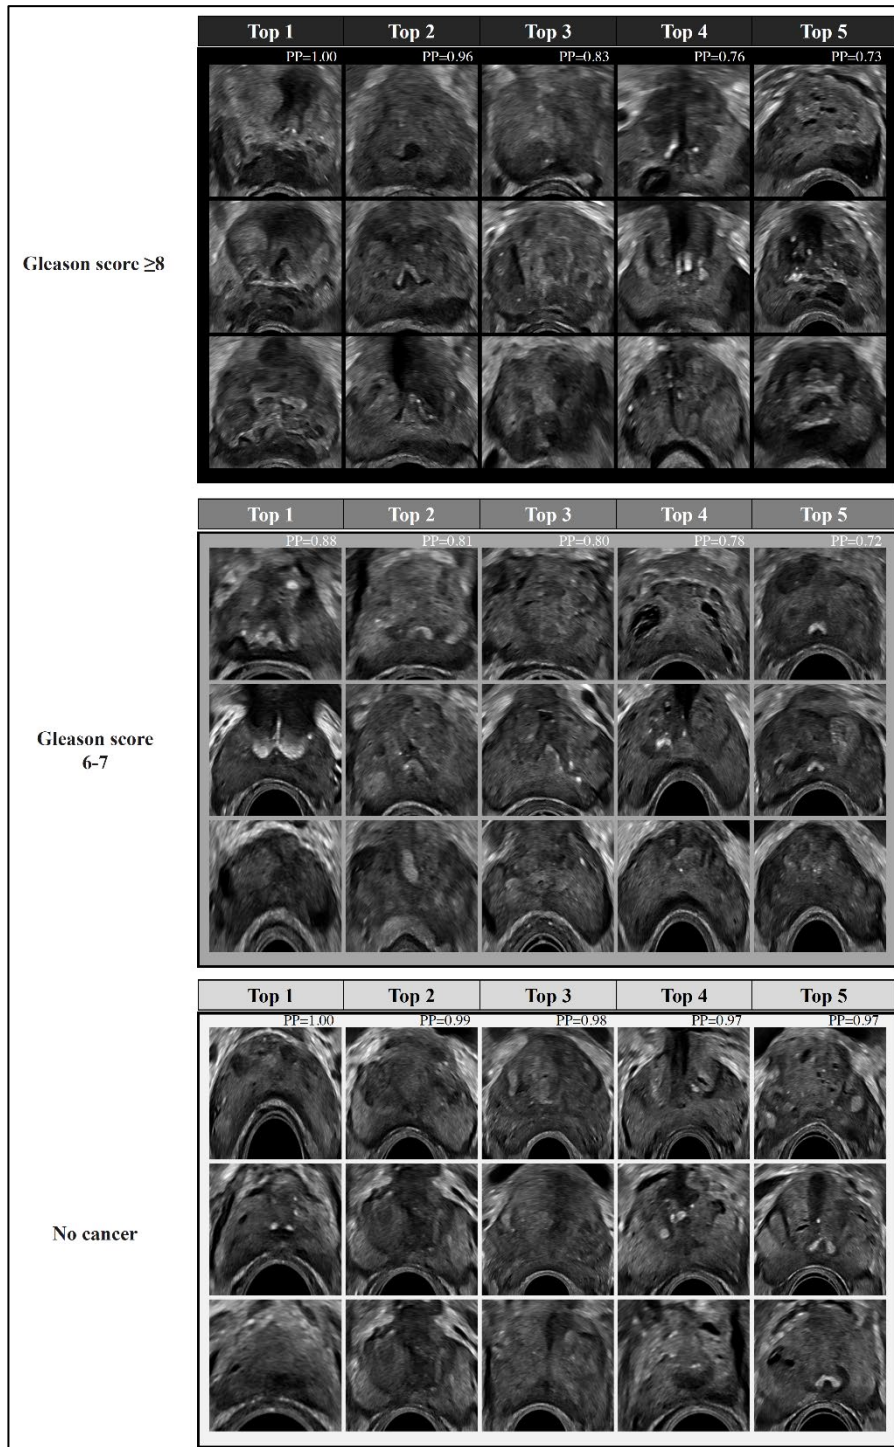 Top 1 Top 2 Top 3 Top 4 Top 5
PP=1.00 PP=0.96 PP=0.83 PP=0.76 PP=0.73
Gleason score ≥8
Top 1 Top 2 Top 3 Top 4 Top 5
PP=0.88 PP=0.81 PP=0.80 PP=0.78 PP=0.72
Gleason score
6-7
Top 1 Top 2 Top 3 Top 4 Top 5
PP=1.00 PP=0.99 PP=0.98 PP=0.97 PP=0.97
No cancer